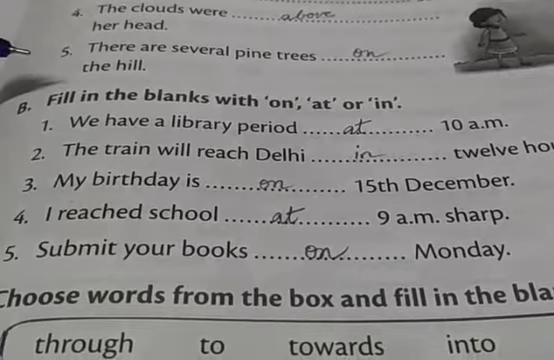 4. The clouds were above
her head.
5. There are several pine trees on
the hill.
B. Fill in the blanks with 'on', 'at' or 'in'.
1. We have a library period ......at.......... 10 a.m.
2. The train will reach Delhi ......in.......... twelve hou
3. My birthday is ........on........ 15th December.
4. I reached school ......at.......... 9 a.m. sharp.
5. Submit your books .......on......... Monday.
Choose words from the box and fill in the bla
through to towards into